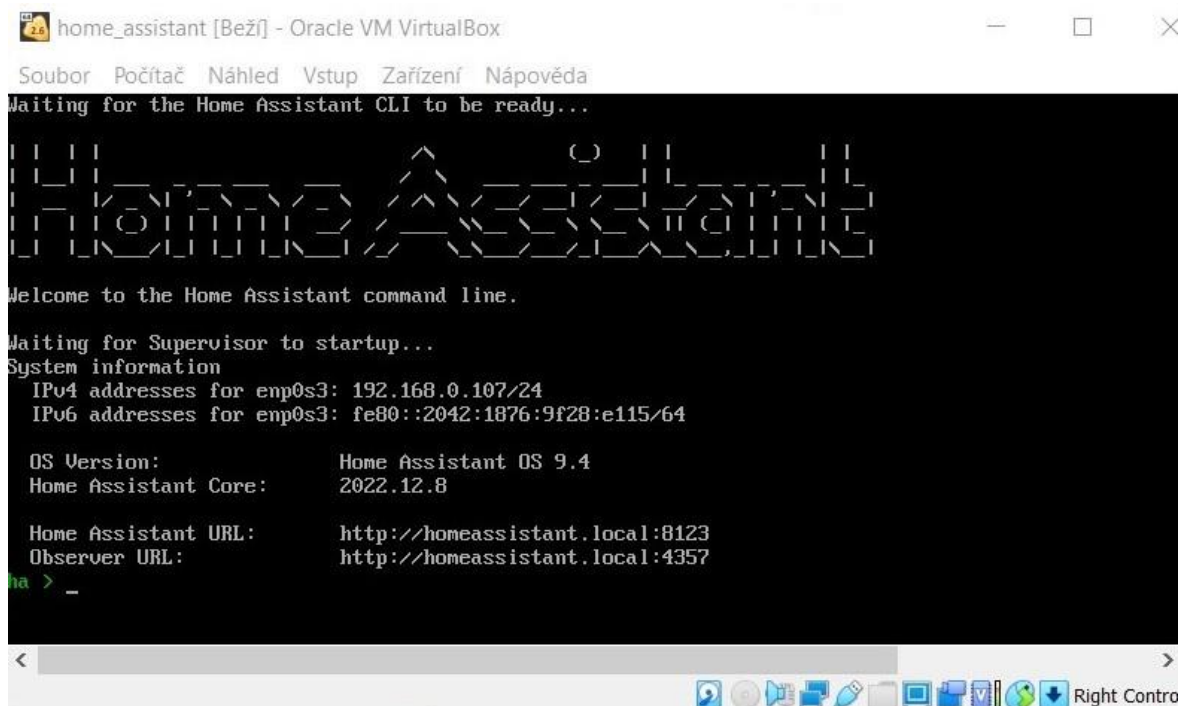 home_assistant [Beží] - Oracle VM VirtualBox
Soubor Počítač Náhled Vstup Zařízení Nápověda
Waiting for the Home Assistant CLI to be ready...
Home Assistant
Welcome to the Home Assistant command line.
Waiting for Supervisor to startup...
System information
IPv4 addresses for enp0s3: 192.168.0.107/24
IPv6 addresses for enp0s3: fe80::2042:1876:9f28:e115/64
OS Version: Home Assistant OS 9.4
Home Assistant Core: 2022.12.8
Home Assistant URL: http://homeassistant.local:8123
Observer URL: http://homeassistant.local:4357
ha > _
Right Contro